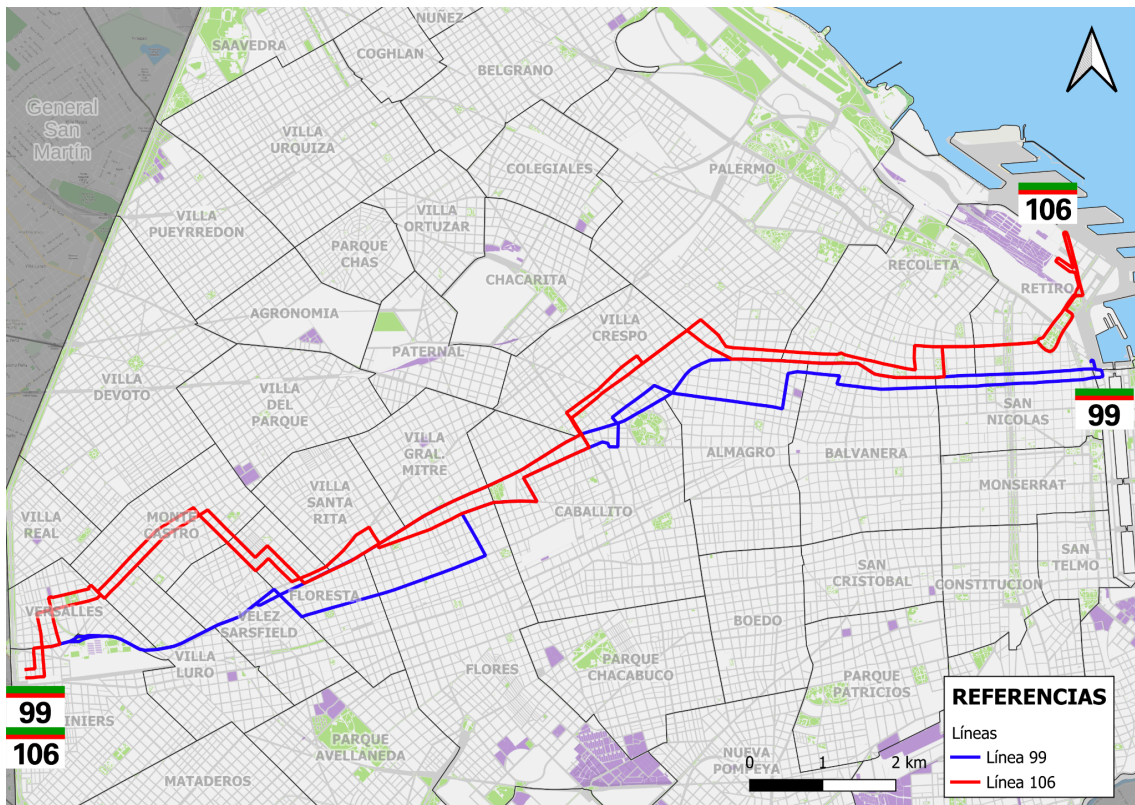 NUÑEZ
SAAVEDRA
COGHLAN
BELGRANO
General
San
Martín
VILLA
URQUIZA
COLEGIALES
PALERMO
106
VILLA
PUEYRREDON
VILLA
ORTUZAR
PARQUE
CHAS
CHACARITA
RECOLETA
RETIRO
AGRONOMIA
VILLA
CRESPO
PATERNAL
VILLA
DEVOTO
VILLA
DEL
PARQUE
99
SAN
NICOLAS
VILLA
GRAL.
MITRE
ALMAGRO
BALVANERA
MONSERRAT
VILLA
SANTA
RITA
CABALLITO
MONTE
CASTRO
VILLA
REAL
SAN
TELMO
SAN
CRISTOBAL
CONSTITUCION
FLORESTA
VERSALLES
VELEZ
SARSFIELD
BOEDO
VILLA
LURO
FLORES
PARQUE
CHACABUCO
PARQUE
PATRICIOS
99
INIERS
106
PARQUE
AVELLANEDA
MATADEROS
NUEVA
POMPEYA
0 1 2 km
REFERENCIAS
Líneas
Línea 99
Línea 106